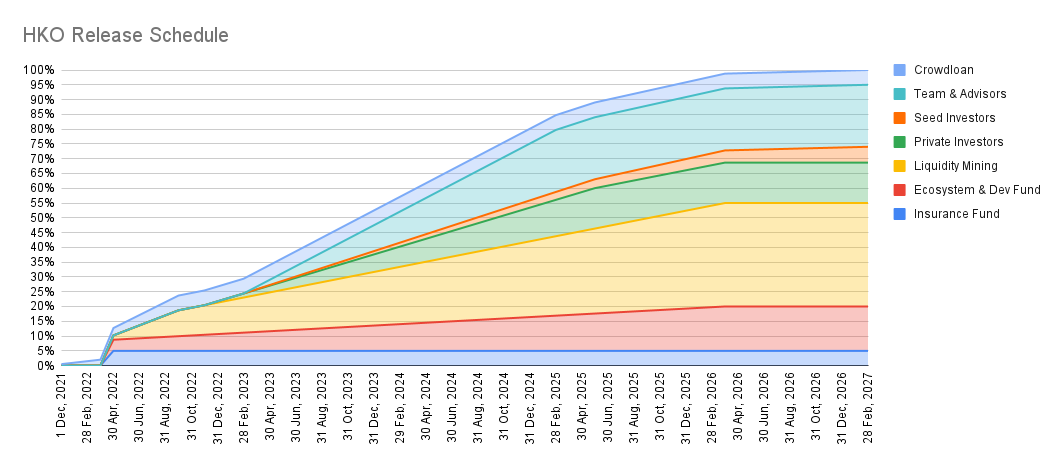 HKO Release Schedule
100%
95%
90%
85%
80%
75%
70%
65%
60%
55%
50%
45%
40%
35%
30%
25%
20%
15%
10%
5%
0%
1 Dec, 2021
28 Feb, 2022
30 Apr, 2022
30 Jun, 2022
31 Aug, 2022
31 Oct, 2022
31 Dec, 2022
28 Feb, 2023
30 Apr, 2023
30 Jun, 2023
31 Aug, 2023
31 Oct, 2023
31 Dec, 2023
29 Feb, 2024
30 Apr, 2024
30 Jun, 2024
31 Aug, 2024
31 Oct, 2024
31 Dec, 2024
28 Feb, 2025
30 Apr, 2025
30 Jun, 2025
31 Aug, 2025
31 Oct, 2025
31 Dec, 2025
28 Feb, 2026
30 Apr, 2026
30 Jun, 2026
31 Aug, 2026
31 Oct, 2026
31 Dec, 2026
28 Feb, 2027
Crowdloan
Team & Advisors
Seed Investors
Private Investors
Liquidity Mining
Ecosystem & Dev Fund
Insurance Fund